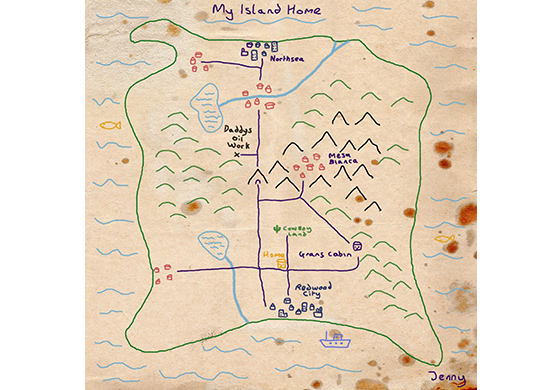 My Island Home
Northsea
Daddys
Oil
Work
x
Mesa
Blanca
Cowboy
Land
Home
Grans Cabin
Redwood
City
Jenny